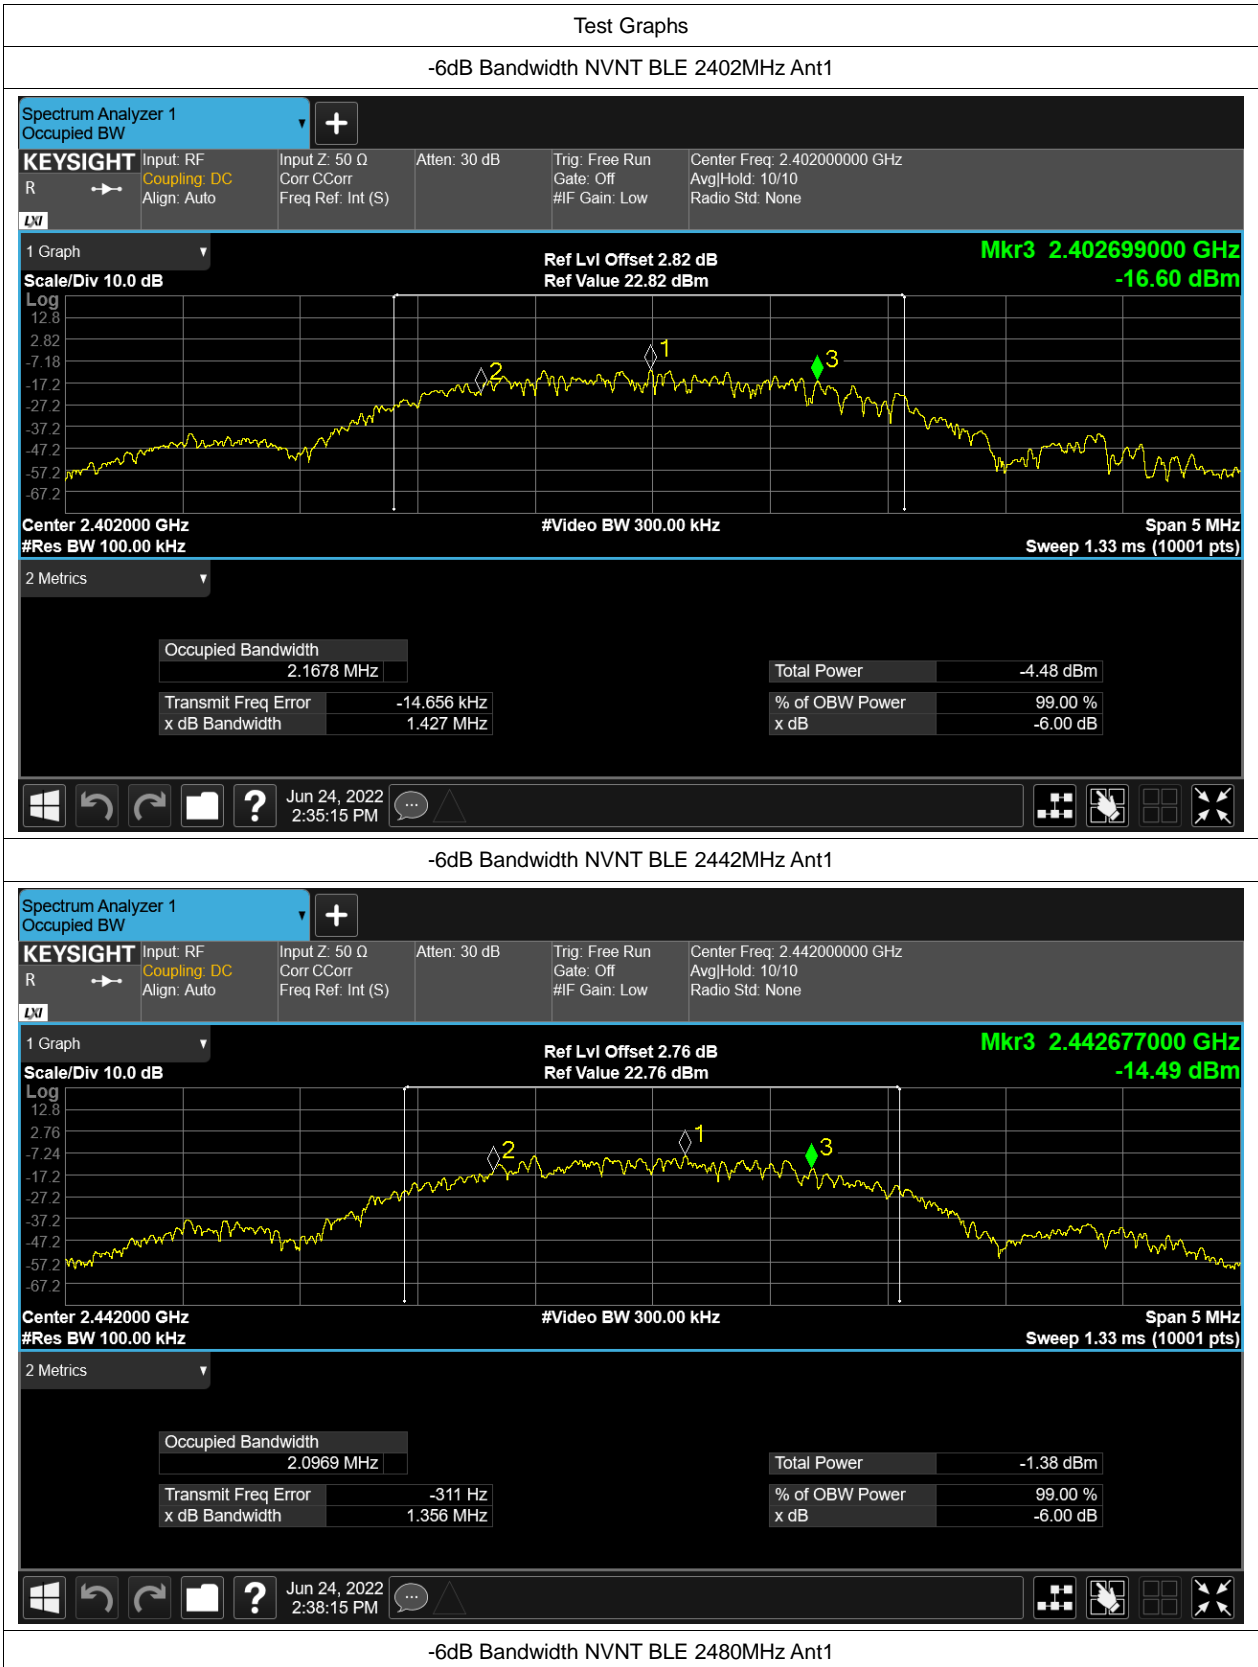 Test Graphs
-6dB Bandwidth NVNT BLE 2402MHz Ant1
Spectrum Analyzer 1
Occupied BW
KEYSIGHT Input: RF Input Z: 50 Ω Atten: 30 dB Trig: Free Run Center Freq: 2.402000000 GHz
R Coupling: DC Corr CCorr Gate: Off Avg|Hold: 10/10
Align: Auto Freq Ref: Int (S) #IF Gain: Low Radio Std: None
LXI
1 Graph Ref Lvl Offset 2.82 dB Mkr3 2.402699000 GHz
Scale/Div 10.0 dB Ref Value 22.82 dBm -16.60 dBm
Log
12.8
2.82
-7.18
-17.2
-27.2
-37.2
-47.2
-57.2
-67.2
1
2
3
Center 2.402000 GHz #Video BW 300.00 kHz Span 5 MHz
#Res BW 100.00 kHz Sweep 1.33 ms (10001 pts)
2 Metrics
Occupied Bandwidth
2.1678 MHz Total Power -4.48 dBm
Transmit Freq Error -14.656 kHz % of OBW Power 99.00 %
x dB Bandwidth 1.427 MHz x dB -6.00 dB
? Jun 24, 2022
2:35:15 PM
-6dB Bandwidth NVNT BLE 2442MHz Ant1
Spectrum Analyzer 1
Occupied BW
KEYSIGHT Input: RF Input Z: 50 Ω Atten: 30 dB Trig: Free Run Center Freq: 2.442000000 GHz
R Coupling: DC Corr CCorr Gate: Off Avg|Hold: 10/10
Align: Auto Freq Ref: Int (S) #IF Gain: Low Radio Std: None
LXI
1 Graph Ref Lvl Offset 2.76 dB Mkr3 2.442677000 GHz
Scale/Div 10.0 dB Ref Value 22.76 dBm -14.49 dBm
Log
12.8
2.76
-7.24
-17.2
-27.2
-37.2
-47.2
-57.2
-67.2
1
2
3
Center 2.442000 GHz #Video BW 300.00 kHz Span 5 MHz
#Res BW 100.00 kHz Sweep 1.33 ms (10001 pts)
2 Metrics
Occupied Bandwidth
2.0969 MHz Total Power -1.38 dBm
Transmit Freq Error -311 Hz % of OBW Power 99.00 %
x dB Bandwidth 1.356 MHz x dB -6.00 dB
? Jun 24, 2022
2:38:15 PM
-6dB Bandwidth NVNT BLE 2480MHz Ant1